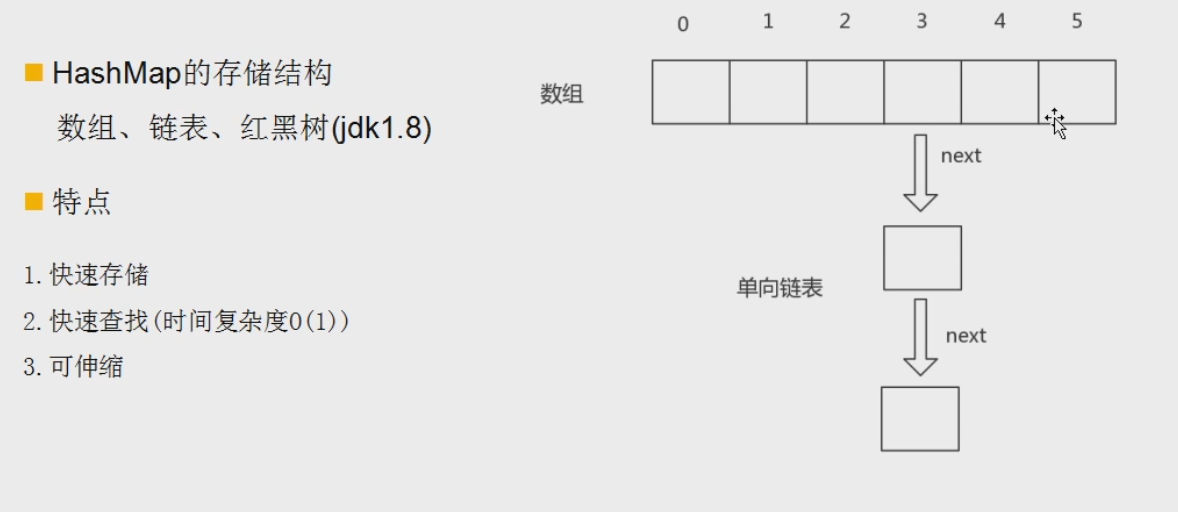 0 1 2 3 4 5
HashMap的存储结构
数组
数组、链表、红黑树(jdk1.8)
next
特点
1. 快速存储
单向链表
2. 快速查找(时间复杂度O(1))
next
3. 可伸缩